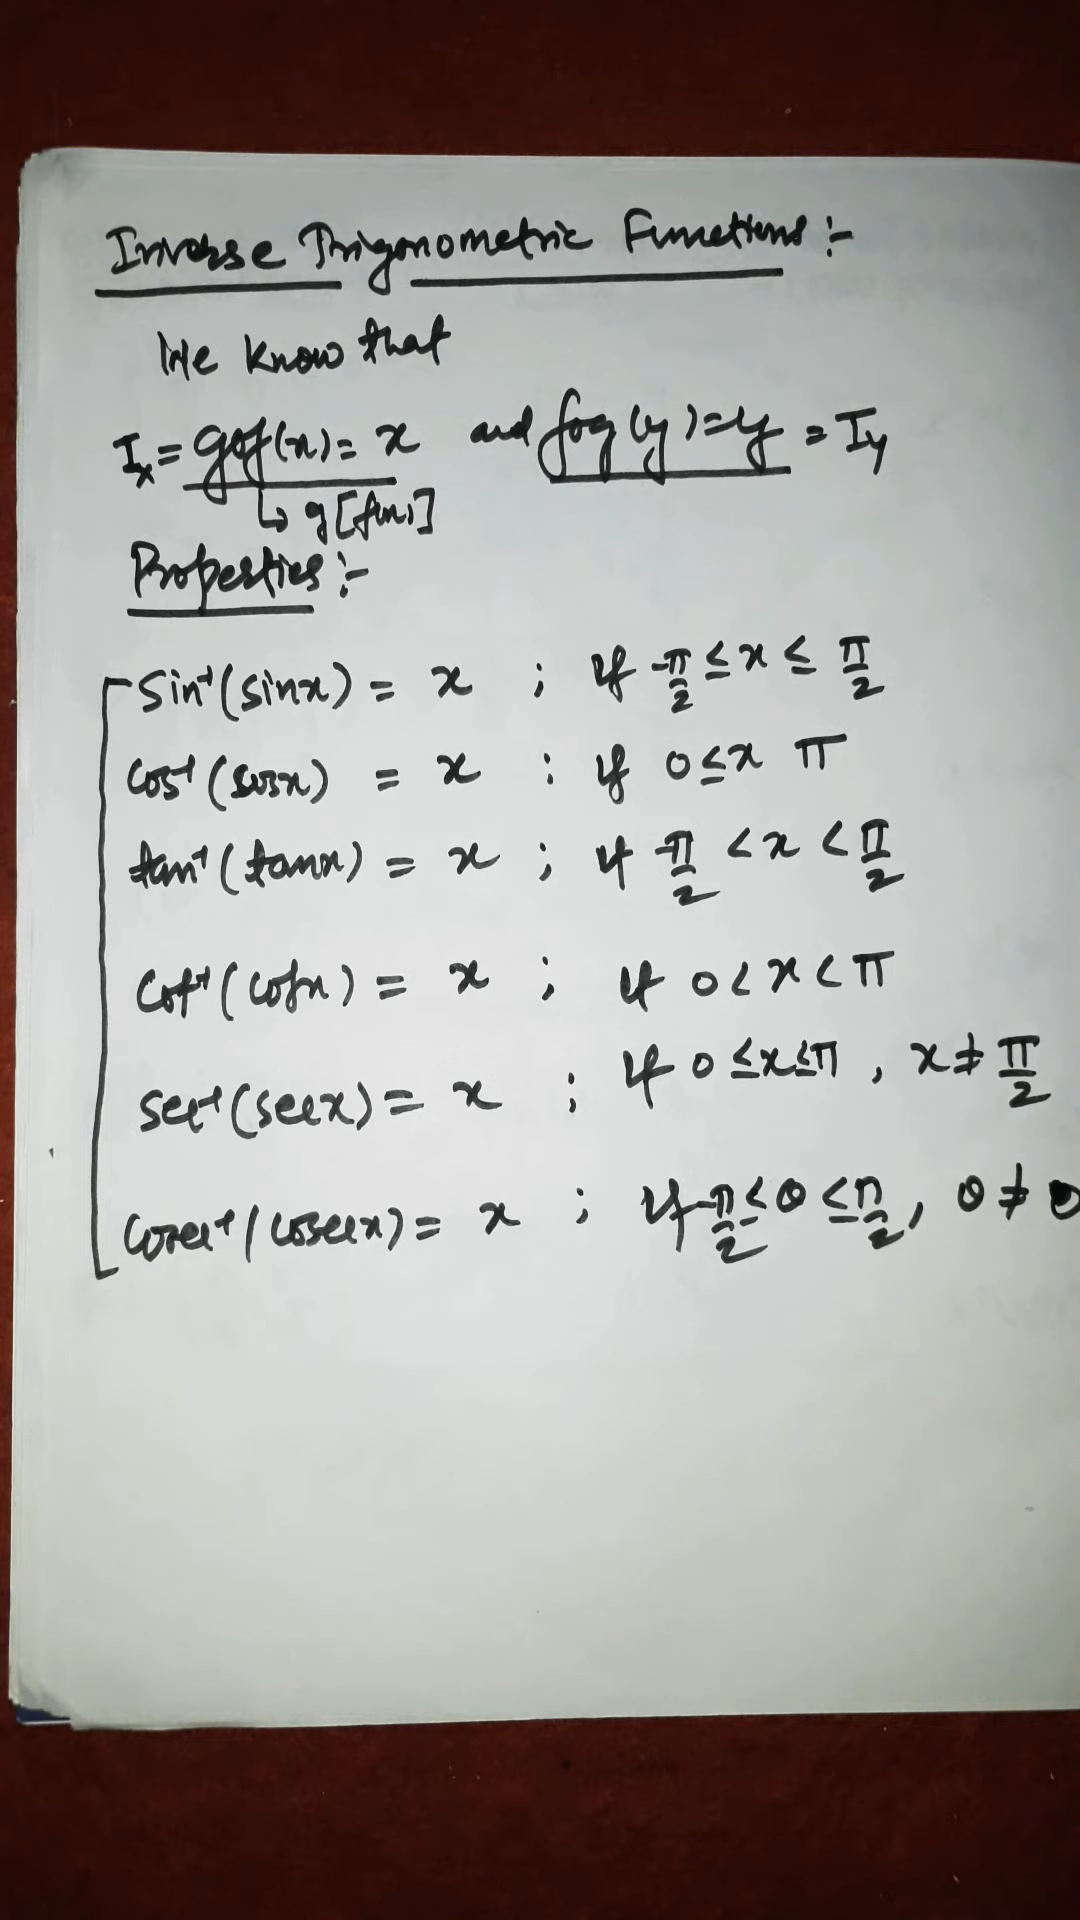 Inverse Trigonometric Functions :-
We know that
Iₓ = gof(x) = x and fog(y) = y = Iᵧ
↳ g[f(x)]
Properties :-
Sin⁻¹(sinx) = x ; if -π/2 ≤ x ≤ π/2
Cos⁻¹(cosx) = x ; if 0 ≤ x π
tan⁻¹(tanx) = x ; if -π/2 < x < π/2
Cot⁻¹(cotx) = x ; if 0 < x < π
Sec⁻¹(secx) = x ; if 0 ≤ x ≤ π , x ≠ π/2
Cosec⁻¹(cosecx) = x ; if -π/2 ≤ θ ≤ π/2, θ ≠ 0